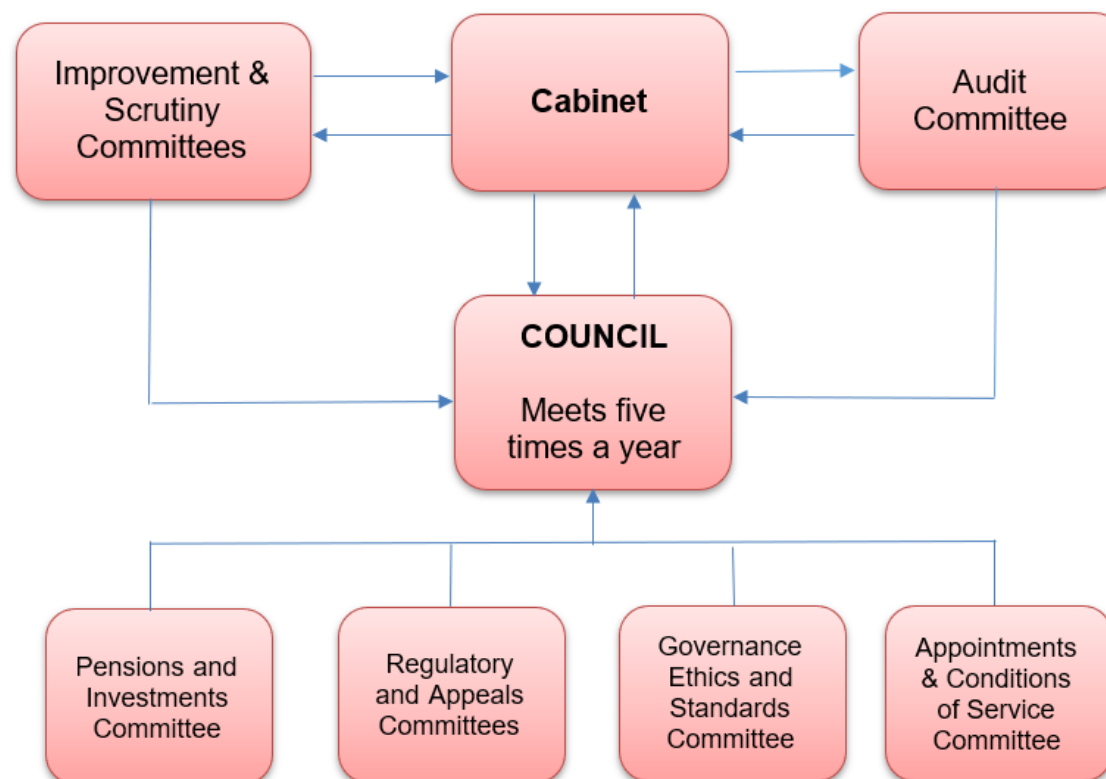 Improvement &
Scrutiny
Committees
Cabinet
Audit
Committee
COUNCIL
Meets five
times a year
Pensions and
Investments
Committee
Regulatory
and Appeals
Committees
Governance
Ethics and
Standards
Committee
Appointments
& Conditions
of Service
Committee